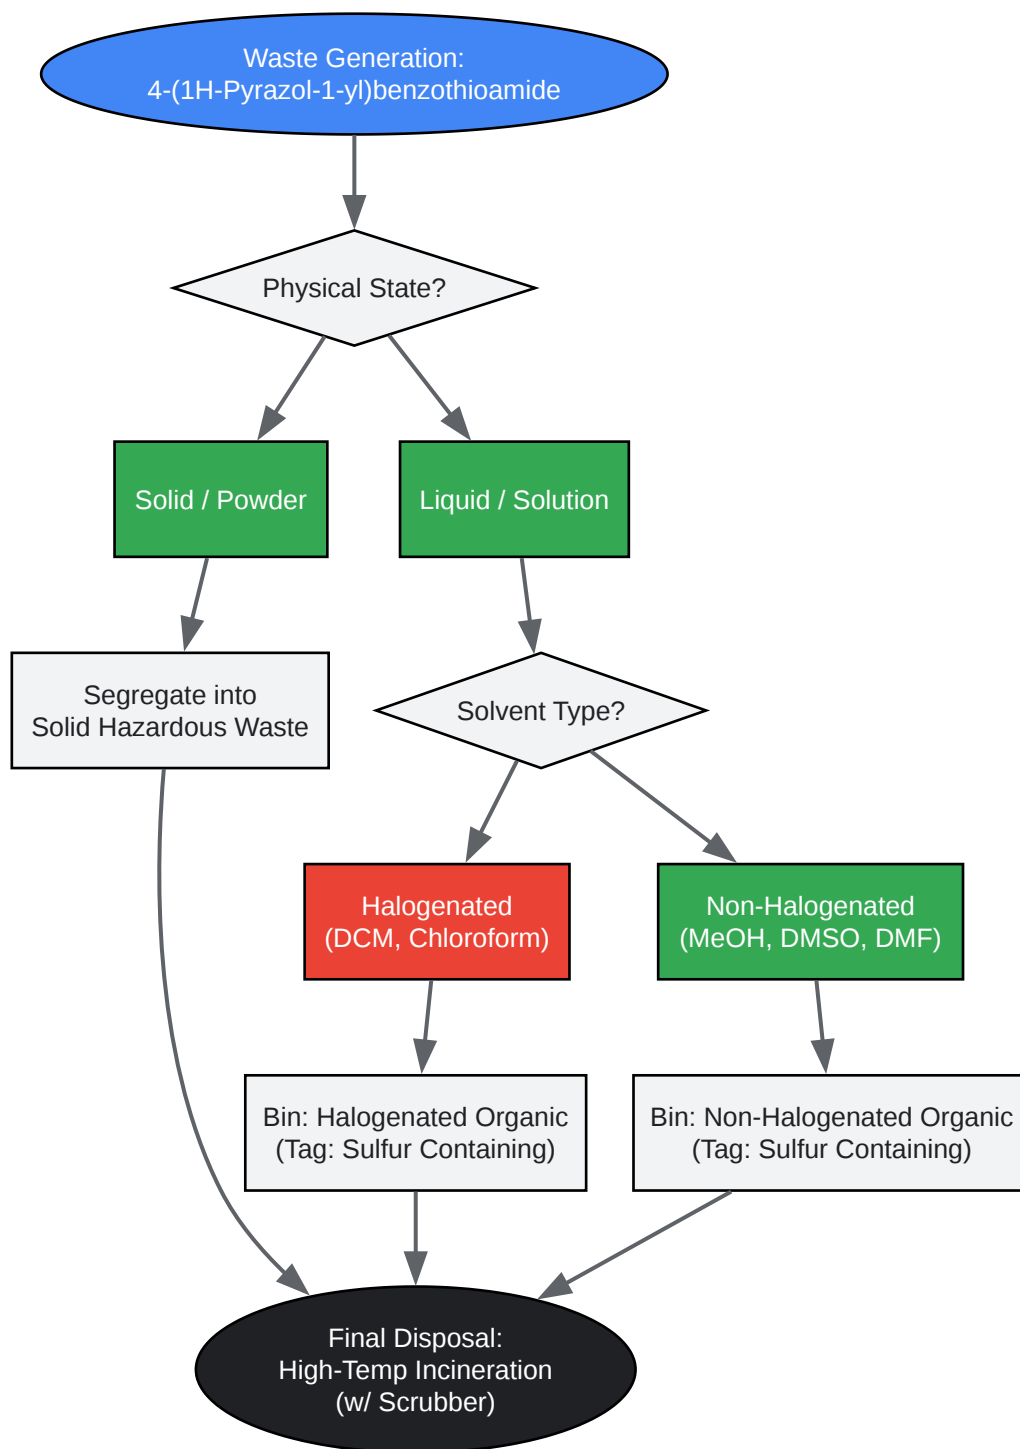 Waste Generation:
4-(1H-Pyrazol-1-yl)benzothioamide
Physical State?
Solid / Powder
Liquid / Solution
Segregate into
Solid Hazardous Waste
Solvent Type?
Halogenated
(DCM, Chloroform)
Non-Halogenated
(MeOH, DMSO, DMF)
Bin: Halogenated Organic
(Tag: Sulfur Containing)
Bin: Non-Halogenated Organic
(Tag: Sulfur Containing)
Final Disposal:
High-Temp Incineration
(w/ Scrubber)